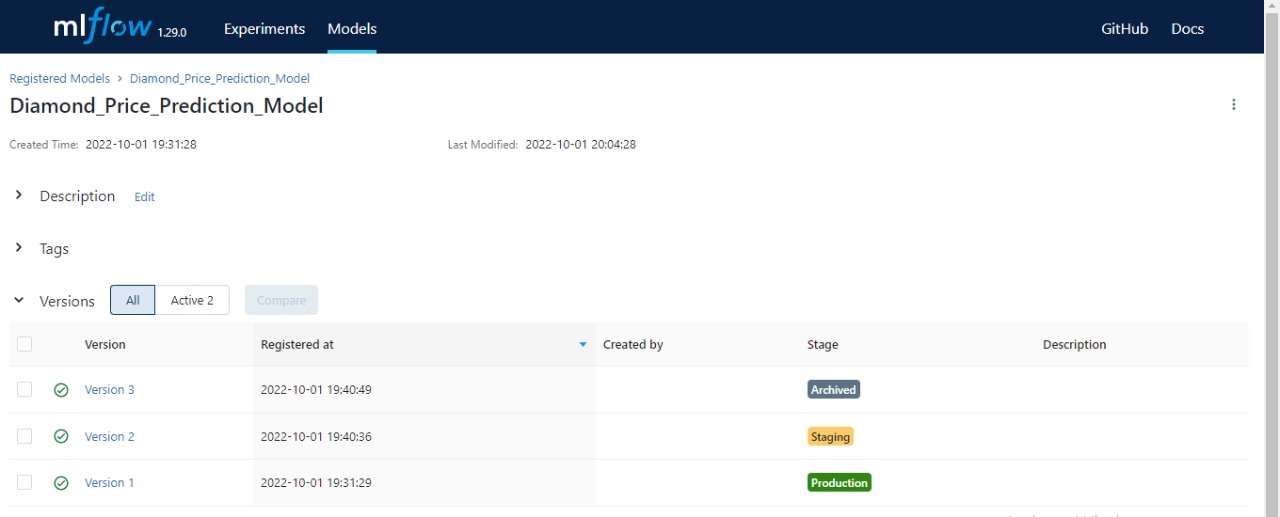 mlflow 1.29.0 Experiments Models GitHub Docs
Registered Models › Diamond_Price_Prediction_Model
Diamond_Price_Prediction_Model
Created Time: 2022-10-01 19:31:28 Last Modified: 2022-10-01 20:04:28
Description Edit
Tags
Versions All Active 2 Compare
Version Registered at Created by Stage Description
Version 3 2022-10-01 19:40:49 Archived
Version 2 2022-10-01 19:40:36 Staging
Version 1 2022-10-01 19:31:29 Production